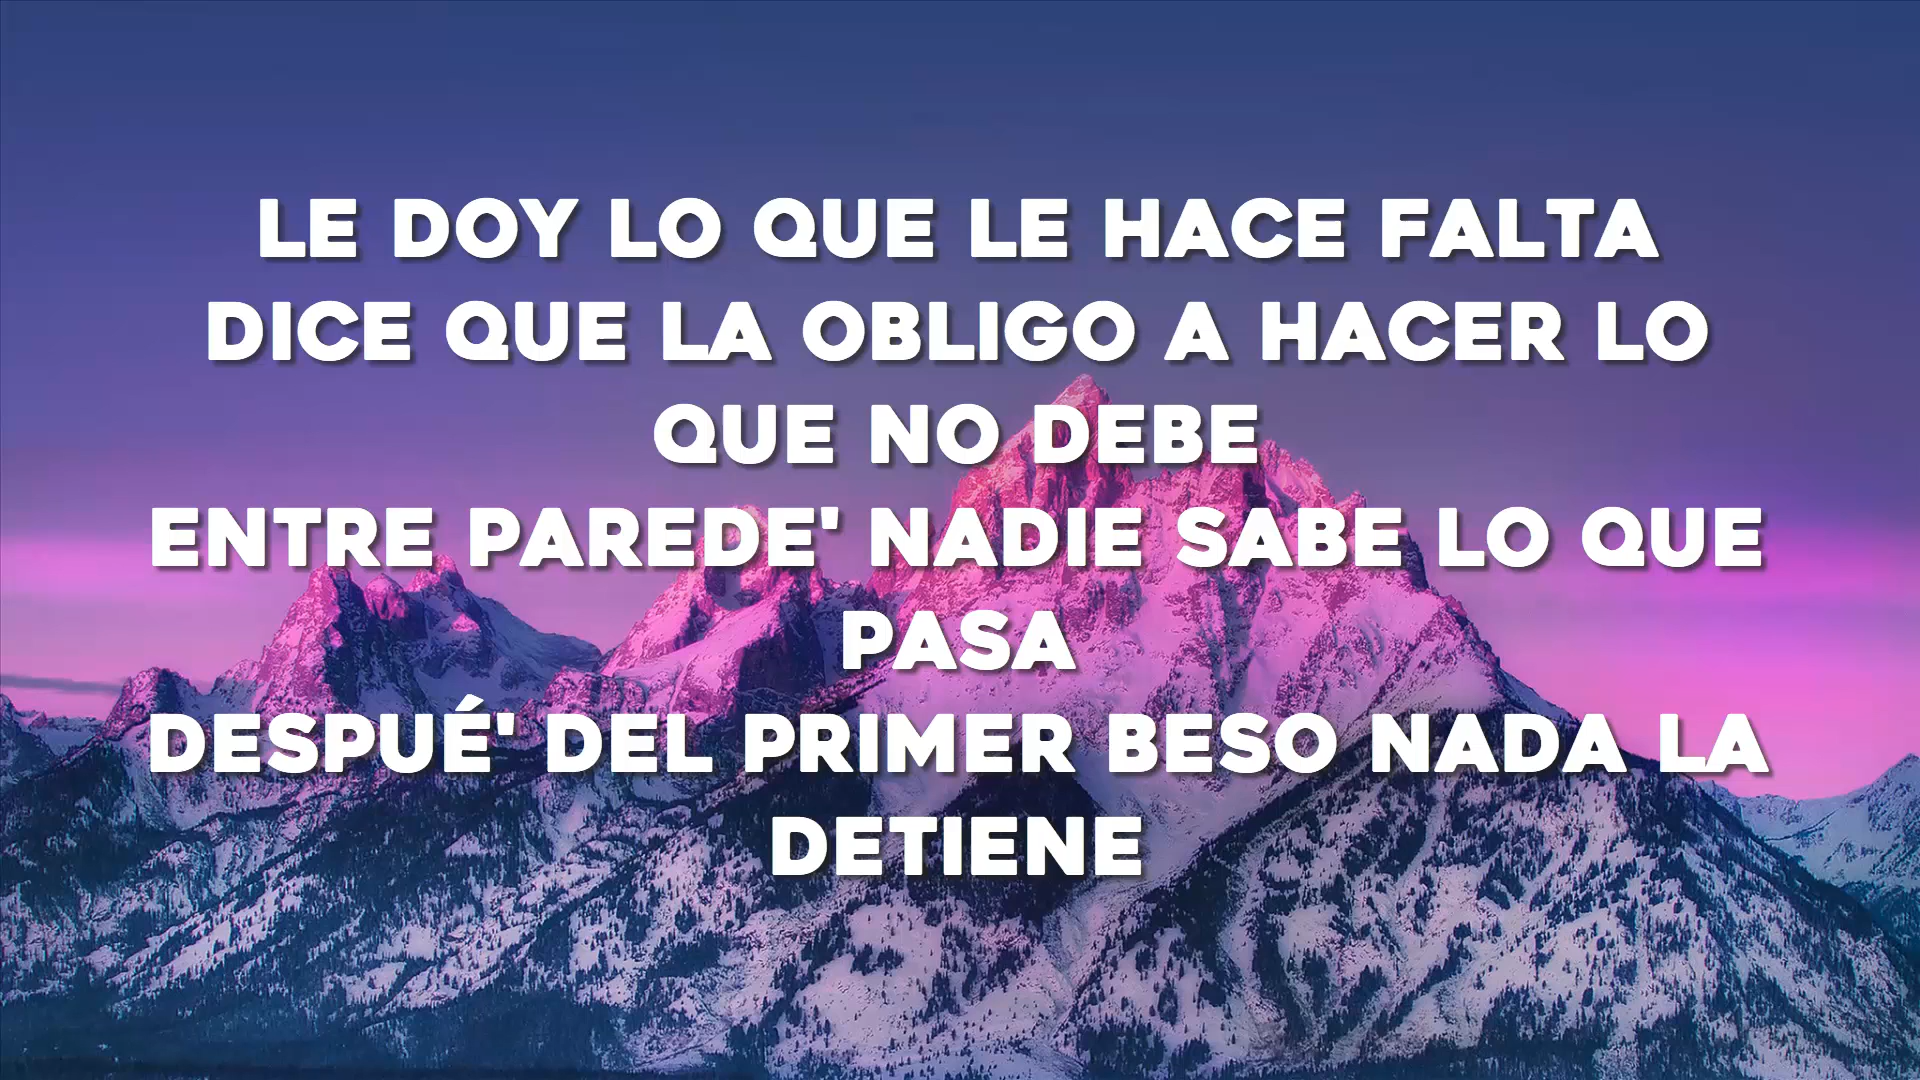 LE DOY LO QUE LE HACE FALTA
DICE QUE LA OBLIGO A HACER LO
QUE NO DEBE
ENTRE PAREDE' NADIE SABE LO QUE
PASA
DESPUÉ' DEL PRIMER BESO NADA LA
DETIENE